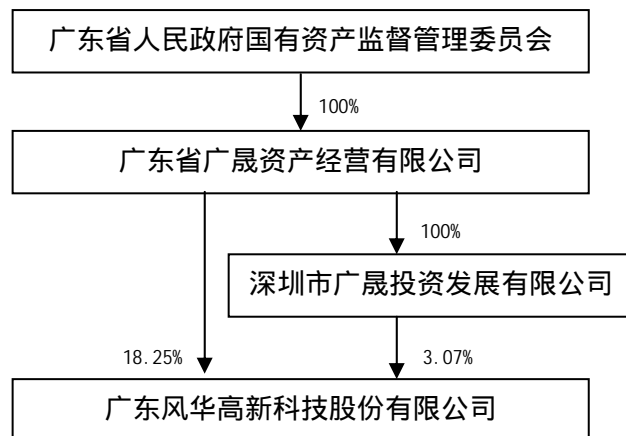 广东省人民政府国有资产监督管理委员会
100%
广东省广晟资产经营有限公司
100%
深圳市广晟投资发展有限公司
18.25%
3.07%
广东风华高新科技股份有限公司